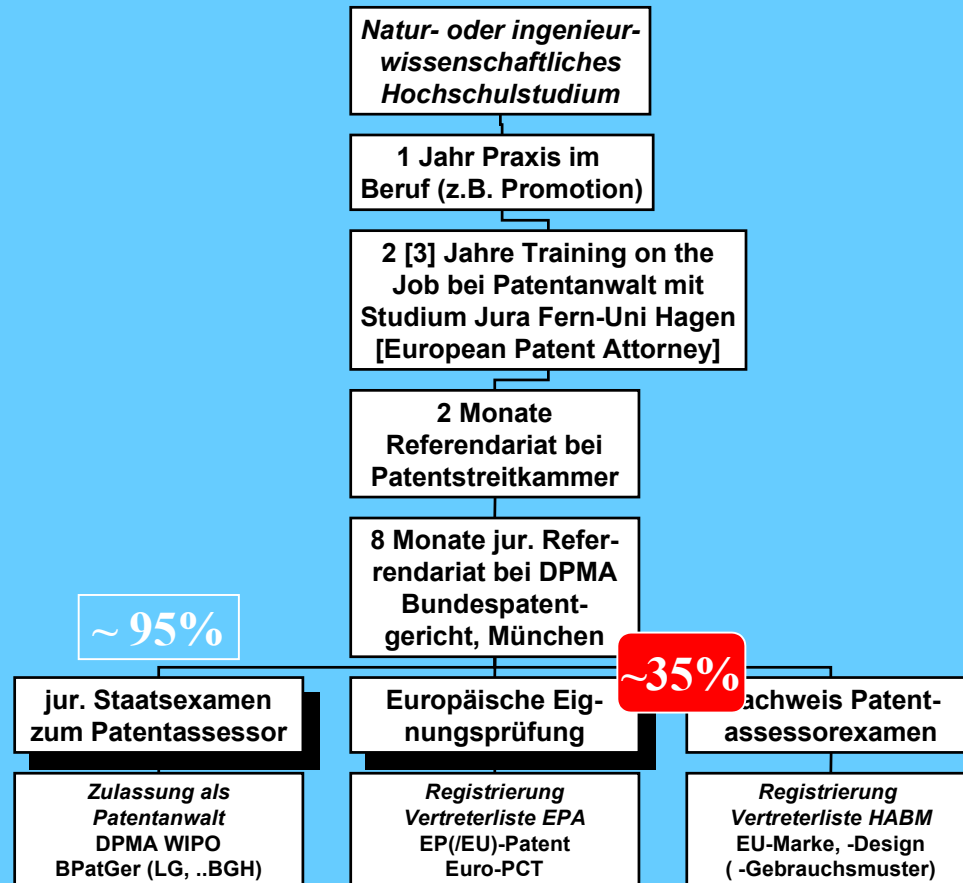 Natur- oder ingenieur-
wissenschaftliches
Hochschulstudium
1 Jahr Praxis im
Beruf (z.B. Promotion)
2 [3] Jahre Training on the
Job bei Patentanwalt mit
Studium Jura Fern-Uni Hagen
[European Patent Attorney]
2 Monate
Referendariat bei
Patentstreitkammer
8 Monate jur. Refer-
rendariat bei DPMA
Bundespatent-
gericht, München
~ 95%
~35%
jur. Staatsexamen
zum Patentassessor
Europäische Eig-
nungsprüfung
achweis Patent-
assessorexamen
Zulassung als
Patentanwalt
DPMA WIPO
BPatGer (LG, ..BGH)
Registrierung
Vertreterliste EPA
EP(/EU)-Patent
Euro-PCT
Registrierung
Vertreterliste HABM
EU-Marke, -Design
( -Gebrauchsmuster)